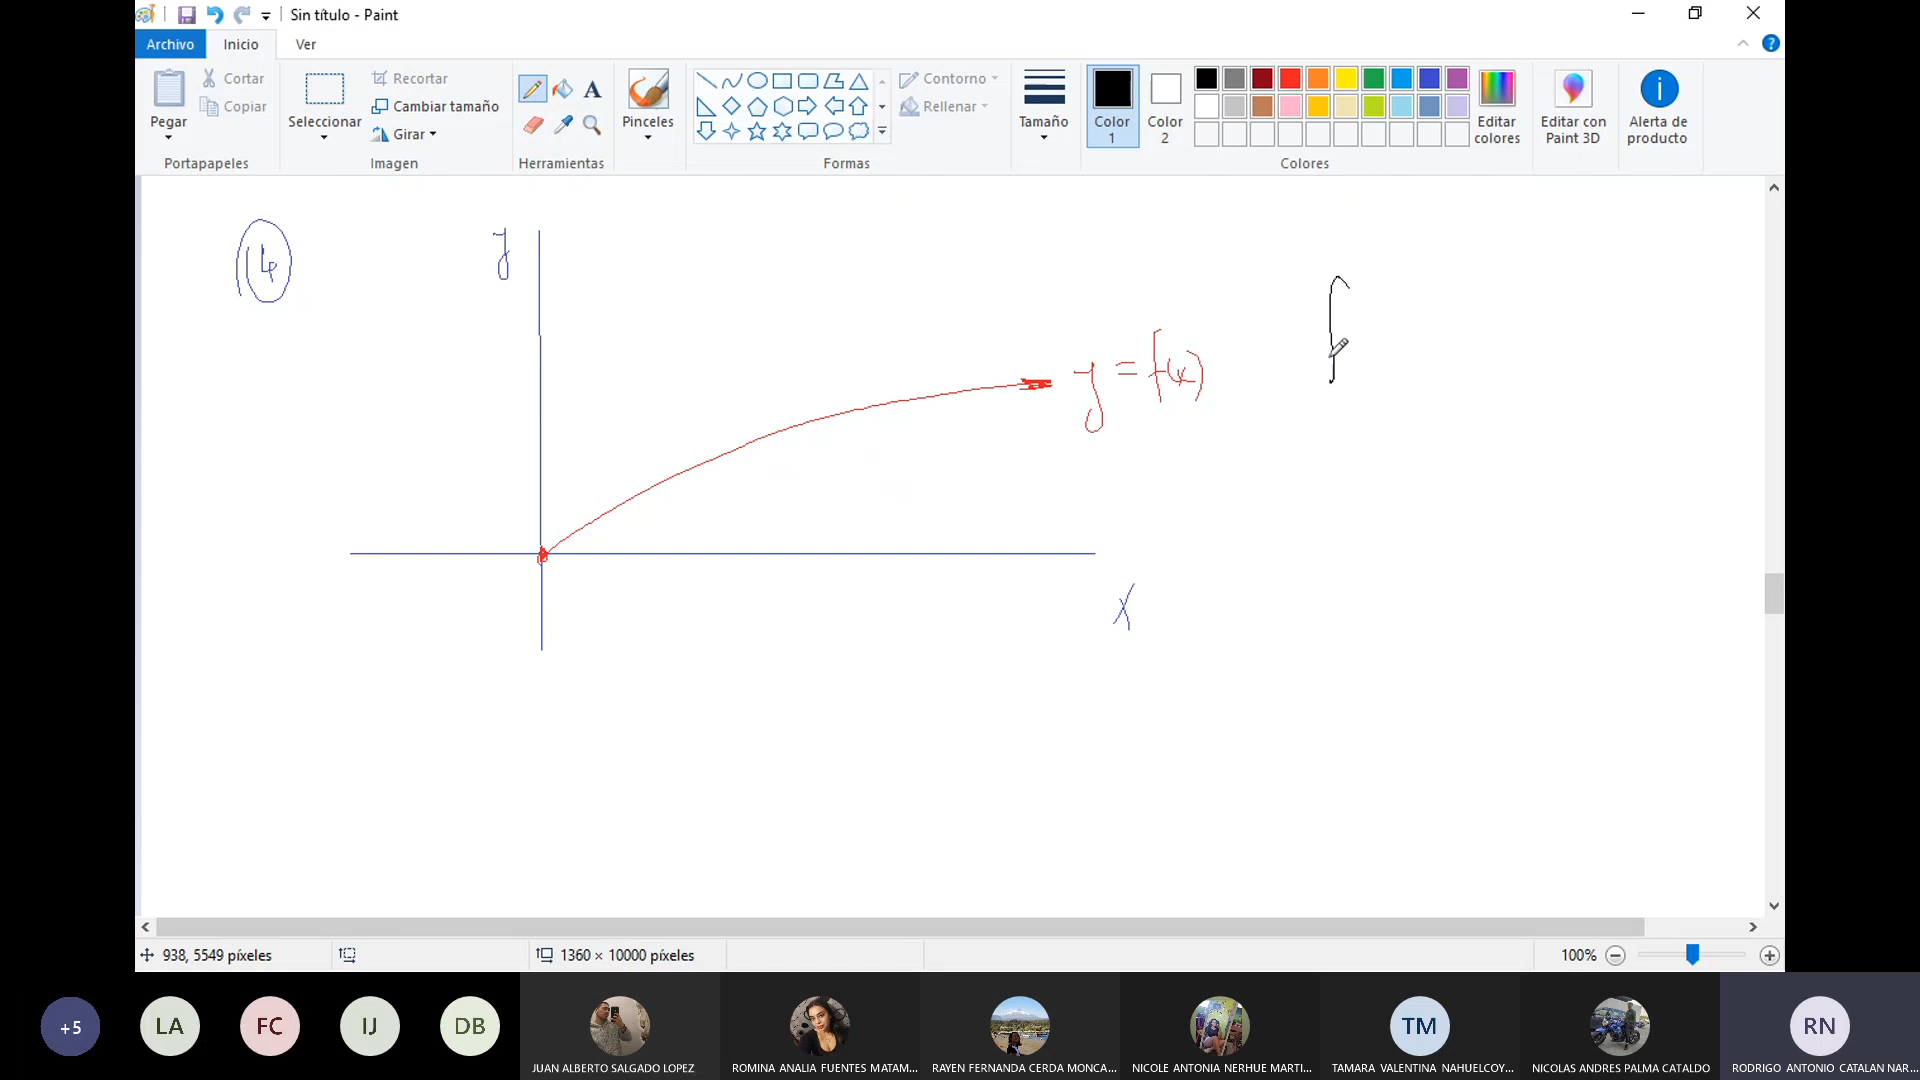 Sin título - Paint
Archivo Inicio Ver
Pegar
Cortar
Copiar
Portapapeles
Seleccionar
Recortar
Cambiar tamaño
Girar
Imagen
A
Herramientas
Pinceles
Contorno
Rellenar
Formas
Tamaño
Color 1
Color 2
Editar colores
Colores
Editar con Paint 3D
Alerta de producto
14
y
y = f(x)
f
x
938, 5549 píxeles
1360 × 10000 píxeles
100%
+5
LA
FC
IJ
DB
TM
RN
JUAN ALBERTO SALGADO LOPEZ
ROMINA ANALIA FUENTES MATAM...
RAYEN FERNANDA CERDA MONCA...
NICOLE ANTONIA NERHUE MARTI...
TAMARA VALENTINA NAHUELCOY...
NICOLAS ANDRES PALMA CATALDO
RODRIGO ANTONIO CATALAN NAR...